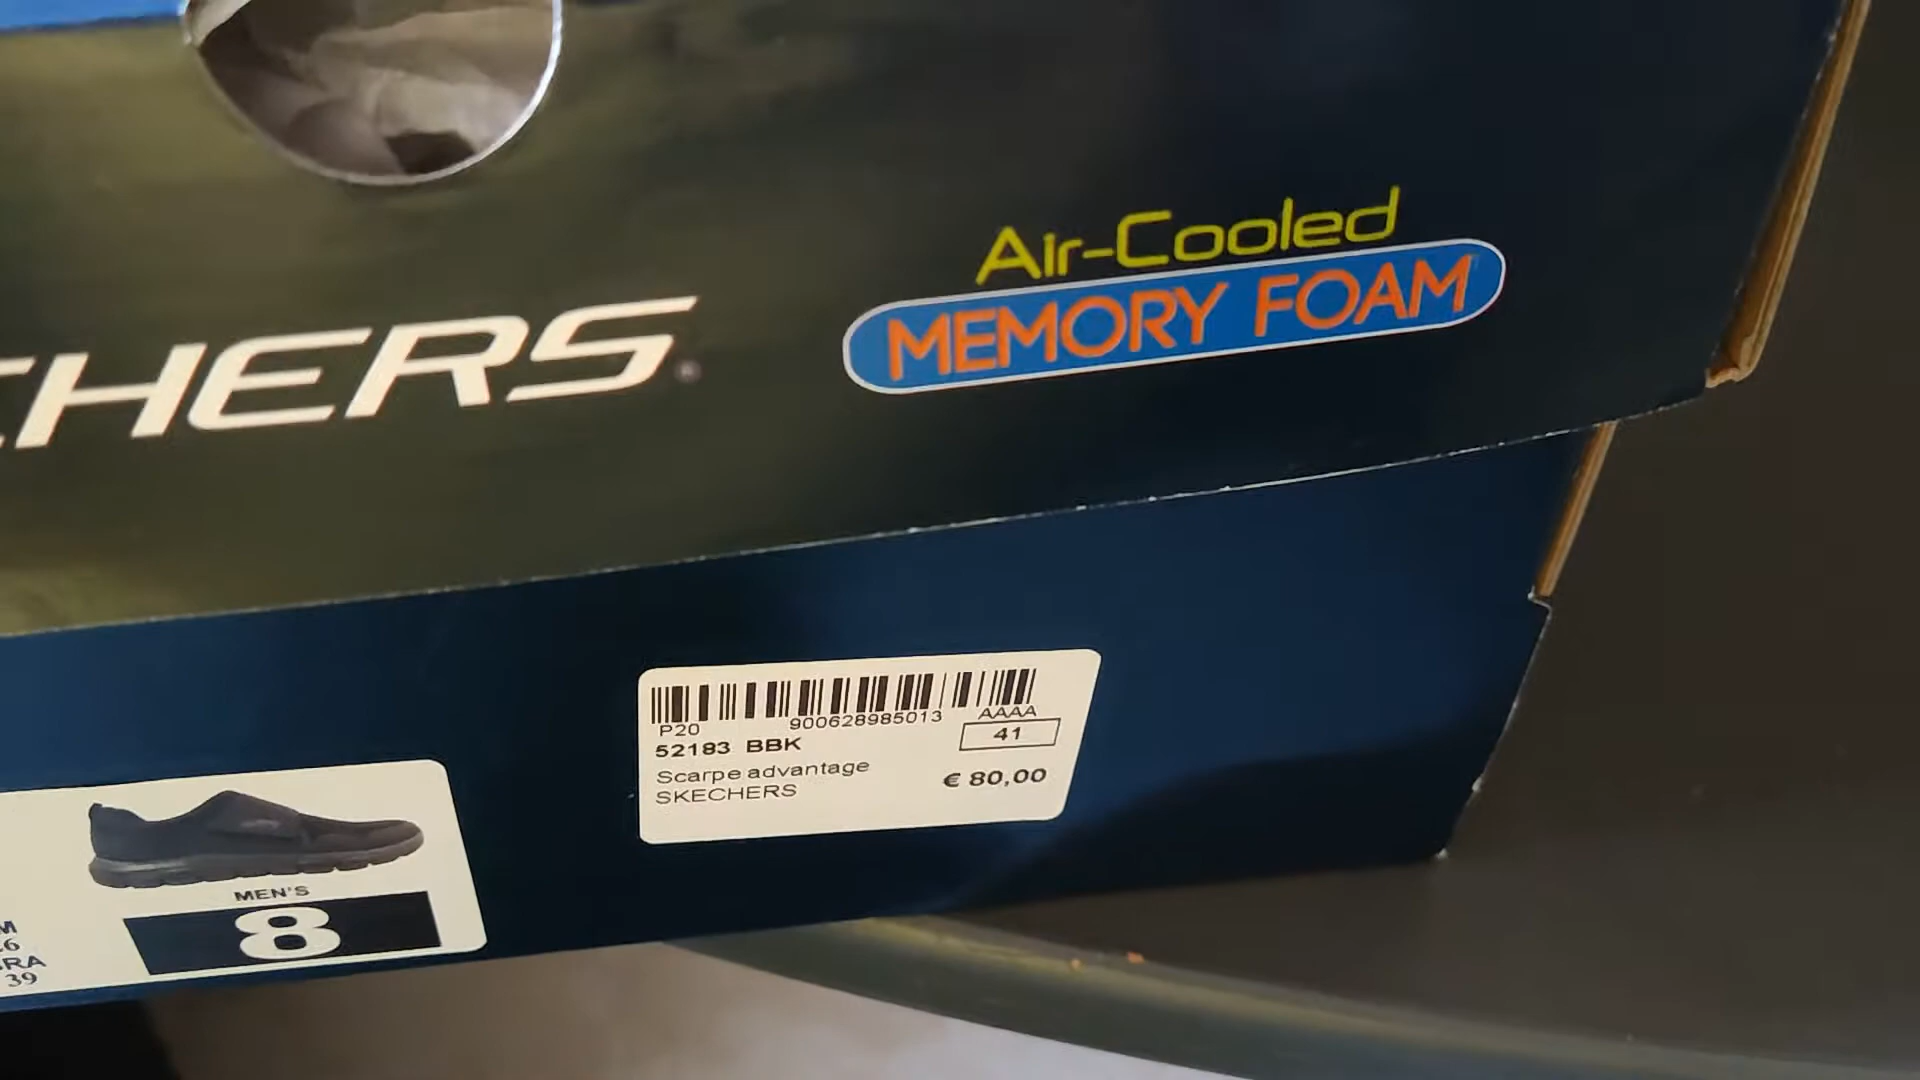 CHERS
Air-Cooled
MEMORY FOAM
P20 900628985013 AAAA
52183 BBK 41
Scarpe advantage
SKECHERS € 80,00
MEN'S
8
M
RA
39